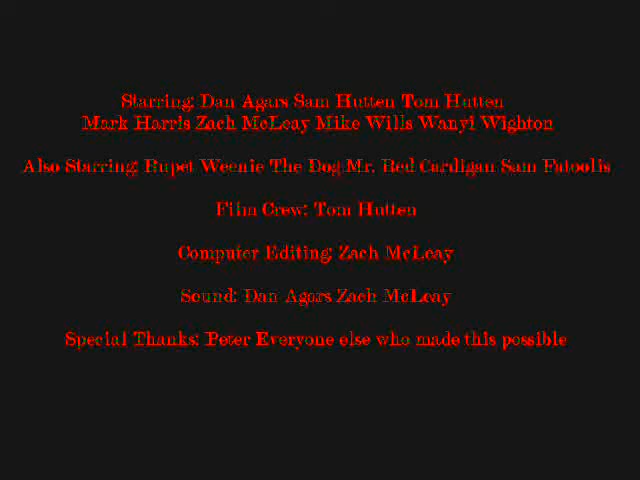 Starring: Dan Agars Sam Hutten Tom Hutten
Mark Harris Zach McLeay Mike Wills Wanyi Wighton
Also Starring: Rupet Weenie The Dog Mr. Red Cardigan Sam Fatoolis
Film Crew: Tom Hutten
Computer Editing: Zach McLeay
Sound: Dan Agars Zach McLeay
Special Thanks: Peter Everyone else who made this possible